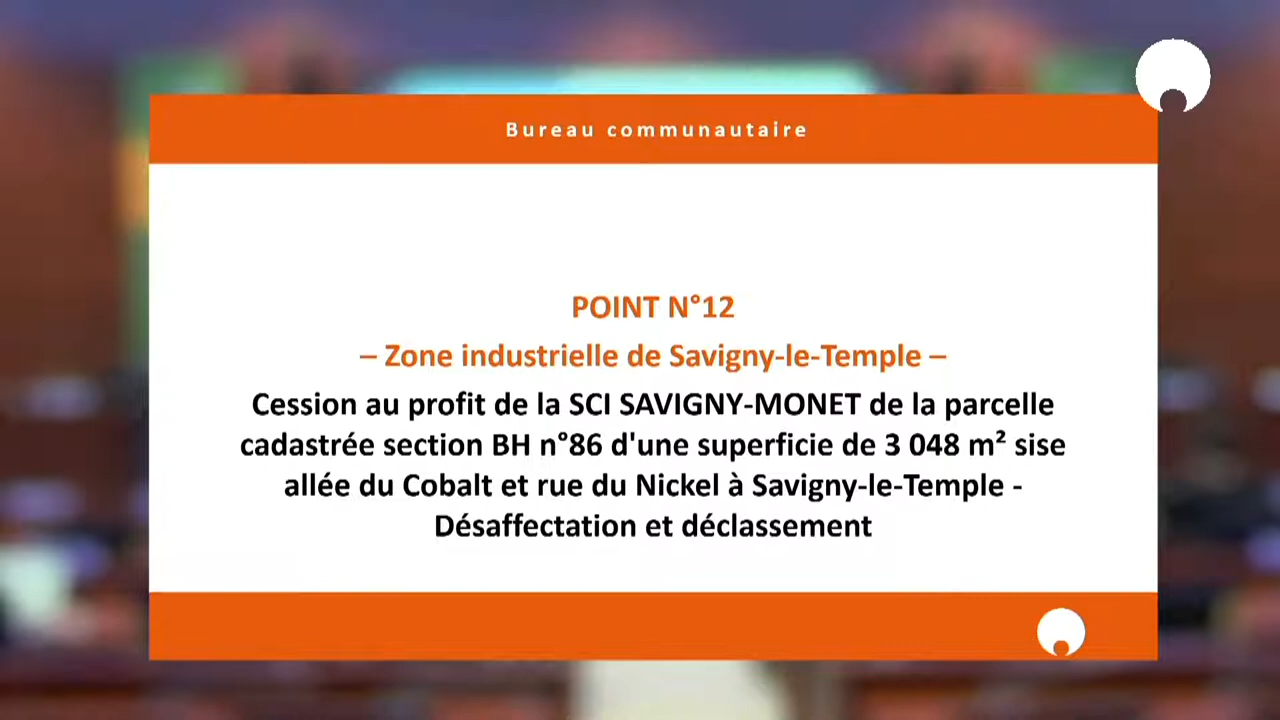 Bureau communautaire
POINT N°12
– Zone industrielle de Savigny-le-Temple –
Cession au profit de la SCI SAVIGNY-MONET de la parcelle
cadastrée section BH n°86 d'une superficie de 3 048 m² sise
allée du Cobalt et rue du Nickel à Savigny-le-Temple -
Désaffectation et déclassement